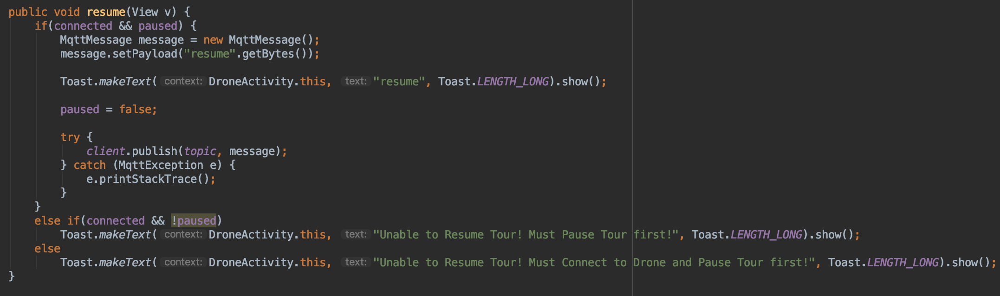 public void resume(View v) {
if(connected && paused) {
MqttMessage message = new MqttMessage();
message.setPayload("resume".getBytes());
Toast.makeText( context: DroneActivity.this, text: "resume", Toast.LENGTH_LONG).show();
paused = false;
try {
client.publish(topic, message);
} catch (MqttException e) {
e.printStackTrace();
}
}
else if(connected && !paused)
Toast.makeText( context: DroneActivity.this, text: "Unable to Resume Tour! Must Pause Tour first!", Toast.LENGTH_LONG).show();
else
Toast.makeText( context: DroneActivity.this, text: "Unable to Resume Tour! Must Connect to Drone and Pause Tour first!", Toast.LENGTH_LONG).show();
}